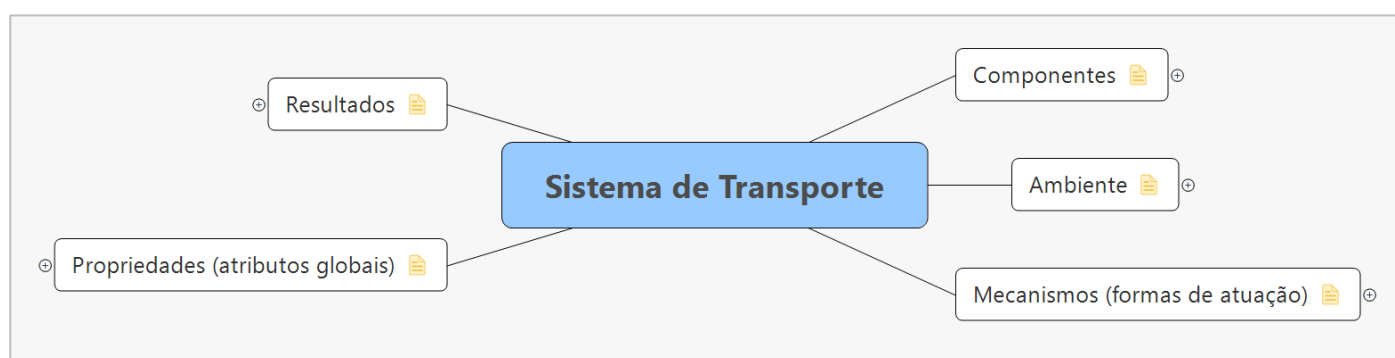 Componentes
Resultados
Sistema de Transporte
Ambiente
Propriedades (atributos globais)
Mecanismos (formas de atuação)